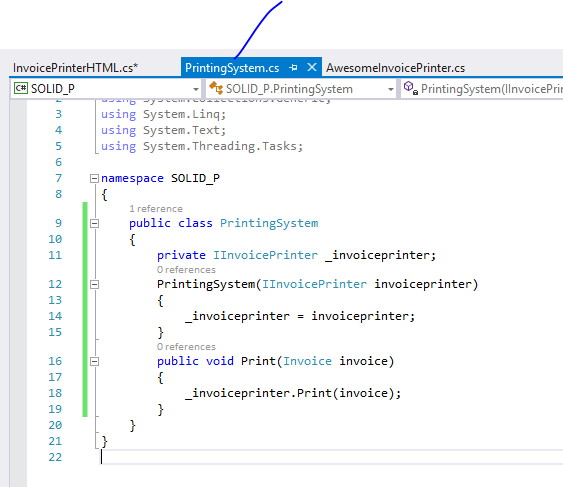 InvoicePrinterHTML.cs*
PrintingSystem.cs
AwesomeInvoicePrinter.cs
C# SOLID_P
SOLID_P.PrintingSystem
PrintingSystem(IInvoicePri
2 using System.Collections.Generic;
3 using System.Linq;
4 using System.Text;
5 using System.Threading.Tasks;
6
7 namespace SOLID_P
8 {
1 reference
9 public class PrintingSystem
10 {
11 private IInvoicePrinter _invoiceprinter;
0 references
12 PrintingSystem(IInvoicePrinter invoiceprinter)
13 {
14 _invoiceprinter = invoiceprinter;
15 }
0 references
16 public void Print(Invoice invoice)
17 {
18 _invoiceprinter.Print(invoice);
19 }
20 }
21 }
22